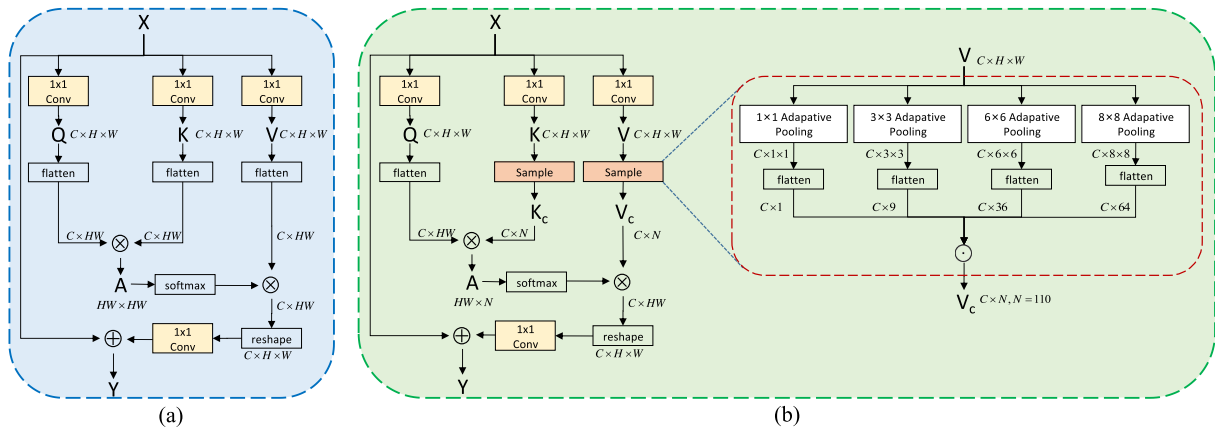 X
1x1
Conv
1x1
Conv
1x1
Conv
Q C×H×W
K C×H×W
V C×H×W
flatten
flatten
flatten
C×HW
C×HW
C×HW
⊗
A
HW×HW
softmax
⊗
C×HW
reshape
C×H×W
1x1
Conv
⊕
Y
(a)
X
1x1
Conv
1x1
Conv
1x1
Conv
Q C×H×W
K C×H×W
V C×H×W
flatten
Sample
Sample
Kc
Vc
C×HW
C×N
C×N
⊗
A
HW×N
softmax
⊗
C×HW
reshape
C×H×W
1x1
Conv
⊕
Y
V C×H×W
1×1 Adapative
Pooling
3×3 Adapative
Pooling
6×6 Adapative
Pooling
8×8 Adapative
Pooling
C×1×1
C×3×3
C×6×6
C×8×8
flatten
flatten
flatten
flatten
C×1
C×9
C×36
C×64
⊙
Vc C×N, N=110
(b)